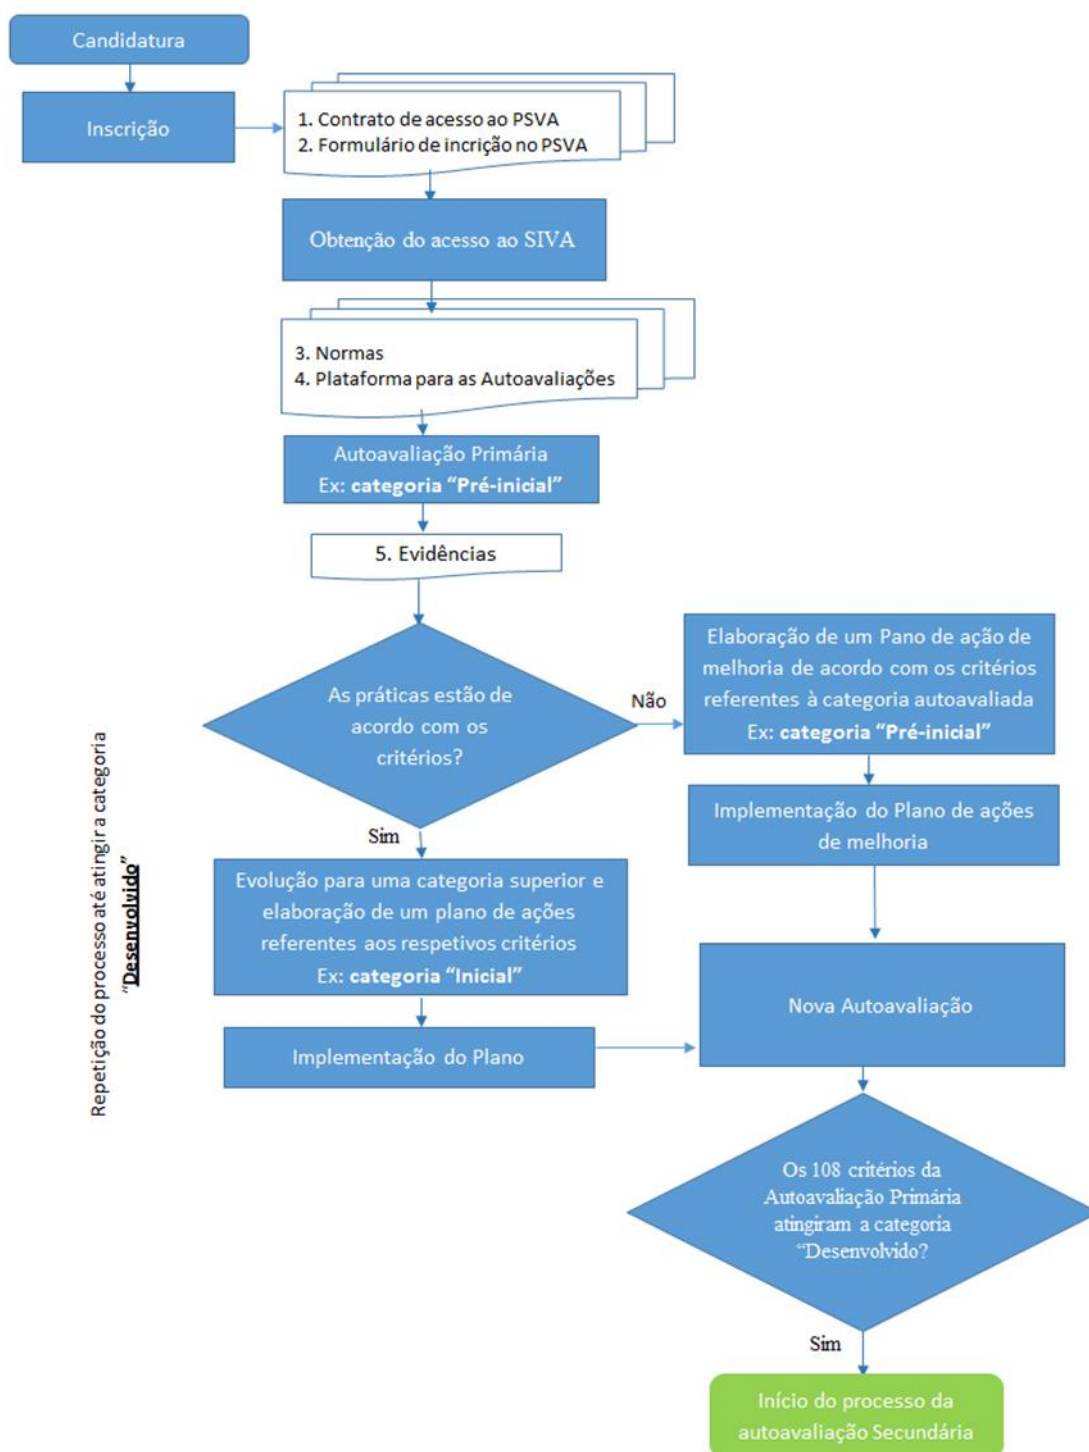 Candidatura
Inscrição
1. Contrato de acesso ao PSVA
2. Formulário de incrição no PSVA
Obtenção do acesso ao SIVA
3. Normas
4. Plataforma para as Autoavaliações
Autoavaliação Primária
Ex: categoria “Pré-inicial”
5. Evidências
As práticas estão de
acordo com os
critérios?
Não
Elaboração de um Pano de ação de
melhoria de acordo com os critérios
referentes à categoria autoavaliada
Ex: categoria “Pré-inicial”
Implementação do Plano de ações
de melhoria
Sim
Evolução para uma categoria superior e
elaboração de um plano de ações
referentes aos respetivos critérios
Ex: categoria “Inicial”
Implementação do Plano
Nova Autoavaliação
Repetição do processo até atingir a categoria
“Desenvolvido”
Os 108 critérios da
Autoavaliação Primária
atingiram a categoria
“Desenvolvido?
Sim
Início do processo da
autoavaliação Secundária